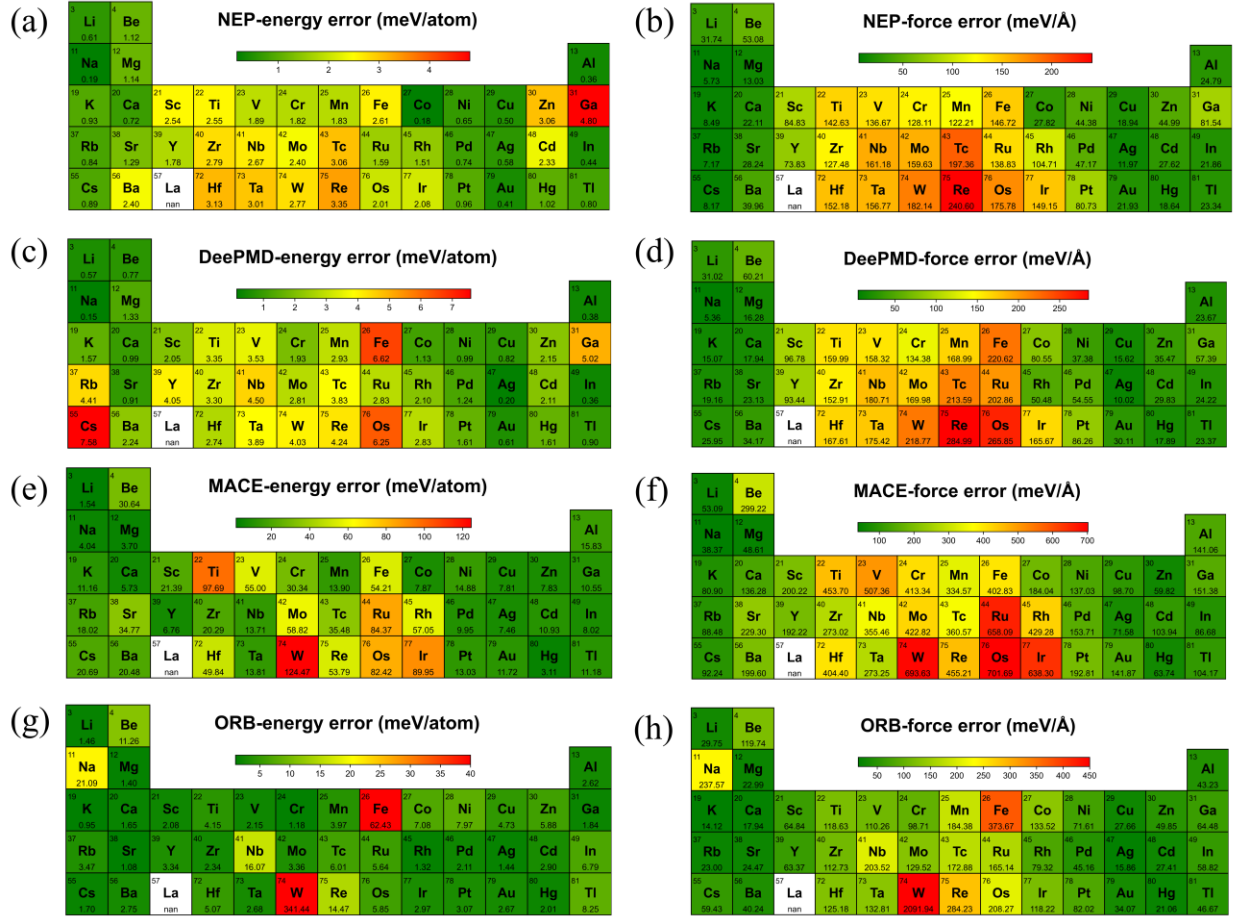 (a)
NEP-energy error (meV/atom)
1 2 3 4
3 4
Li Be
0.61 1.12
11 12 13
Na Mg Al
0.19 1.14 0.36
19 20 21 22 23 24 25 26 27 28 29 30 31
K Ca Sc Ti V Cr Mn Fe Co Ni Cu Zn Ga
0.93 0.72 2.54 2.55 1.89 1.82 1.83 2.61 0.18 0.65 0.50 3.06 4.80
37 38 39 40 41 42 43 44 45 46 47 48 49
Rb Sr Y Zr Nb Mo Tc Ru Rh Pd Ag Cd In
0.84 1.29 1.78 2.79 2.67 2.40 3.06 1.59 1.51 0.74 0.58 2.33 0.44
55 56 57 72 73 74 75 76 77 78 79 80 81
Cs Ba La Hf Ta W Re Os Ir Pt Au Hg Tl
0.89 2.40 nan 3.13 3.01 2.77 3.35 2.01 2.08 0.96 0.41 1.02 0.80
(b)
NEP-force error (meV/Å)
50 100 150 200
3 4
Li Be
31.74 53.08
11 12 13
Na Mg Al
5.73 13.03 24.79
19 20 21 22 23 24 25 26 27 28 29 30 31
K Ca Sc Ti V Cr Mn Fe Co Ni Cu Zn Ga
8.49 22.11 84.83 142.63 136.67 128.11 122.21 146.72 27.82 44.38 18.94 44.99 81.54
37 38 39 40 41 42 43 44 45 46 47 48 49
Rb Sr Y Zr Nb Mo Tc Ru Rh Pd Ag Cd In
7.17 28.24 73.83 127.48 161.18 159.63 197.36 138.83 104.71 47.17 11.97 27.62 21.86
55 56 57 72 73 74 75 76 77 78 79 80 81
Cs Ba La Hf Ta W Re Os Ir Pt Au Hg Tl
8.17 39.96 nan 152.18 156.77 182.14 240.50 175.78 149.15 80.73 21.93 18.64 23.34
(c)
DeePMD-energy error (meV/atom)
1 2 3 4 5 6 7
3 4
Li Be
0.57 0.77
11 12 13
Na Mg Al
0.15 1.33 0.38
19 20 21 22 23 24 25 26 27 28 29 30 31
K Ca Sc Ti V Cr Mn Fe Co Ni Cu Zn Ga
1.57 0.99 2.05 3.35 3.53 1.93 2.93 6.62 1.13 0.99 0.82 2.15 5.02
37 38 39 40 41 42 43 44 45 46 47 48 49
Rb Sr Y Zr Nb Mo Tc Ru Rh Pd Ag Cd In
4.41 0.91 4.05 3.30 4.50 2.81 3.83 2.83 2.10 1.24 0.20 2.11 0.36
55 56 57 72 73 74 75 76 77 78 79 80 81
Cs Ba La Hf Ta W Re Os Ir Pt Au Hg Tl
7.58 2.24 nan 2.74 3.89 4.03 4.24 6.25 2.83 1.61 0.61 1.61 0.90
(d)
DeePMD-force error (meV/Å)
50 100 150 200 250
3 4
Li Be
31.02 60.21
11 12 13
Na Mg Al
5.36 16.28 23.67
19 20 21 22 23 24 25 26 27 28 29 30 31
K Ca Sc Ti V Cr Mn Fe Co Ni Cu Zn Ga
15.07 17.94 96.78 159.99 158.32 134.38 168.99 220.62 80.55 37.38 15.62 35.47 57.39
37 38 39 40 41 42 43 44 45 46 47 48 49
Rb Sr Y Zr Nb Mo Tc Ru Rh Pd Ag Cd In
19.16 23.13 93.44 152.91 180.71 169.98 213.59 202.86 50.48 54.55 10.02 29.83 24.22
55 56 57 72 73 74 75 76 77 78 79 80 81
Cs Ba La Hf Ta W Re Os Ir Pt Au Hg Tl
25.95 34.17 nan 167.61 175.42 218.77 284.99 265.85 165.67 86.26 30.11 17.89 23.37
(e)
MACE-energy error (meV/atom)
20 40 60 80 100 120
3 4
Li Be
1.54 30.64
11 12 13
Na Mg Al
4.04 3.70 15.83
19 20 21 22 23 24 25 26 27 28 29 30 31
K Ca Sc Ti V Cr Mn Fe Co Ni Cu Zn Ga
11.16 5.73 21.39 97.69 55.00 30.34 13.90 54.21 7.87 14.88 7.81 7.83 10.55
37 38 39 40 41 42 43 44 45 46 47 48 49
Rb Sr Y Zr Nb Mo Tc Ru Rh Pd Ag Cd In
18.02 34.77 6.76 20.29 13.71 58.82 35.48 84.37 57.05 9.95 7.46 10.93 8.02
55 56 57 72 73 74 75 76 77 78 79 80 81
Cs Ba La Hf Ta W Re Os Ir Pt Au Hg Tl
20.69 20.48 nan 49.84 13.81 124.47 53.79 82.42 89.95 13.03 11.72 3.11 11.18
(f)
MACE-force error (meV/Å)
100 200 300 400 500 600 700
3 4
Li Be
53.09 299.22
11 12 13
Na Mg Al
38.37 48.81 141.06
19 20 21 22 23 24 25 26 27 28 29 30 31
K Ca Sc Ti V Cr Mn Fe Co Ni Cu Zn Ga
80.90 136.28 200.22 453.70 507.36 413.34 334.57 402.83 184.04 137.03 98.70 59.82 151.38
37 38 39 40 41 42 43 44 45 46 47 48 49
Rb Sr Y Zr Nb Mo Tc Ru Rh Pd Ag Cd In
88.48 229.30 192.22 273.02 355.46 422.82 360.57 658.09 429.28 153.71 71.58 103.94 86.68
55 56 57 72 73 74 75 76 77 78 79 80 81
Cs Ba La Hf Ta W Re Os Ir Pt Au Hg Tl
92.24 199.60 nan 404.40 273.25 693.63 455.21 701.69 638.30 192.81 141.87 63.74 104.17
(g)
ORB-energy error (meV/atom)
5 10 15 20 25 30 35 40
3 4
Li Be
1.46 11.26
11 12 13
Na Mg Al
21.09 1.40 2.62
19 20 21 22 23 24 25 26 27 28 29 30 31
K Ca Sc Ti V Cr Mn Fe Co Ni Cu Zn Ga
0.95 1.65 2.08 4.15 2.15 1.18 3.97 62.43 7.08 7.97 4.73 5.88 1.84
37 38 39 40 41 42 43 44 45 46 47 48 49
Rb Sr Y Zr Nb Mo Tc Ru Rh Pd Ag Cd In
3.47 1.08 3.34 2.34 16.07 3.36 6.01 5.64 1.32 2.11 1.44 2.90 6.79
55 56 57 72 73 74 75 76 77 78 79 80 81
Cs Ba La Hf Ta W Re Os Ir Pt Au Hg Tl
1.70 2.75 nan 5.07 2.68 341.44 14.47 5.85 2.97 3.07 2.67 2.01 8.25
(h)
ORB-force error (meV/Å)
50 100 150 200 250 300 350 400 450
3 4
Li Be
29.75 119.74
11 12 13
Na Mg Al
237.57 22.99 43.23
19 20 21 22 23 24 25 26 27 28 29 30 31
K Ca Sc Ti V Cr Mn Fe Co Ni Cu Zn Ga
14.12 17.94 64.84 118.63 110.26 98.71 184.38 373.67 133.52 71.61 27.66 49.85 64.48
37 38 39 40 41 42 43 44 45 46 47 48 49
Rb Sr Y Zr Nb Mo Tc Ru Rh Pd Ag Cd In
23.00 24.47 63.37 112.73 203.52 129.52 172.88 165.14 79.32 45.16 15.86 27.41 58.82
55 56 57 72 73 74 75 76 77 78 79 80 81
Cs Ba La Hf Ta W Re Os Ir Pt Au Hg Tl
59.43 40.24 nan 125.18 132.81 2091.94 284.23 208.27 118.22 82.02 34.07 21.06 46.67